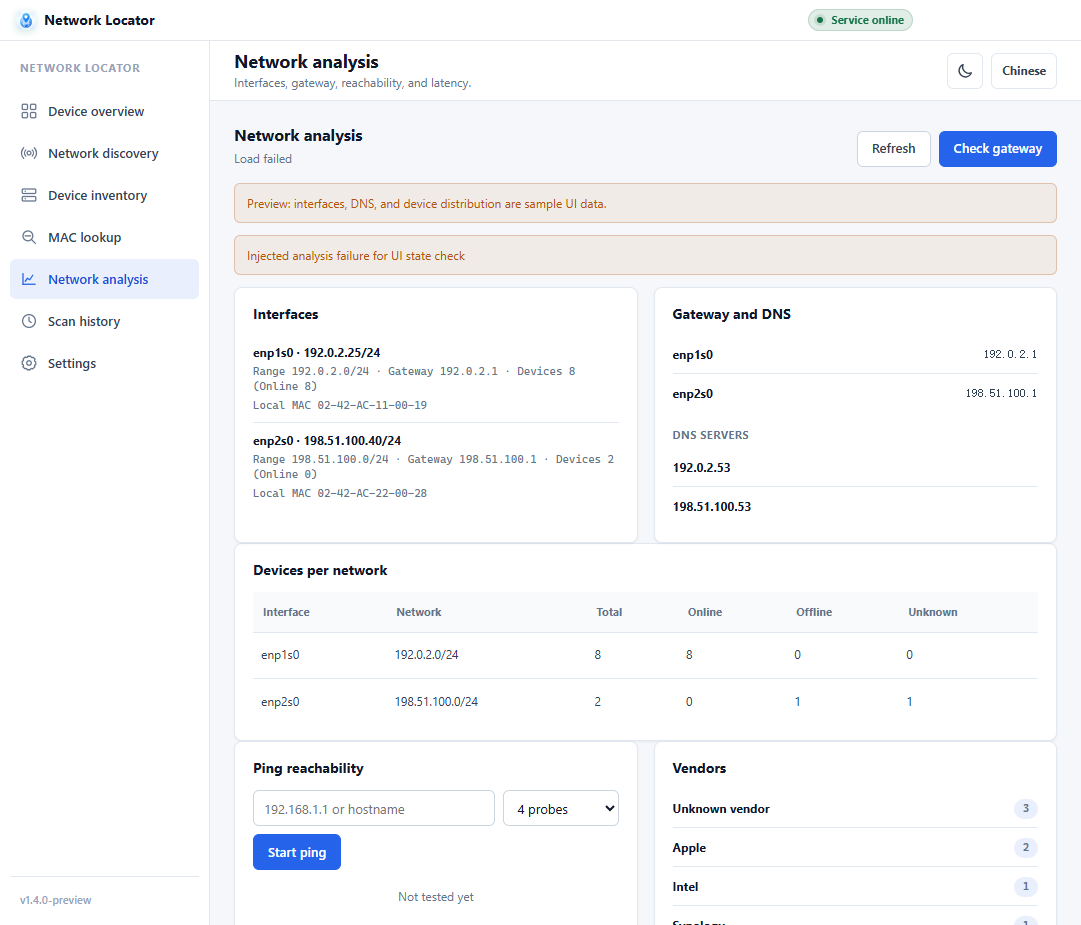 Network Locator
Service online
NETWORK LOCATOR
Device overview
Network discovery
Device inventory
MAC lookup
Network analysis
Scan history
Settings
v1.4.0-preview
Network analysis
Interfaces, gateway, reachability, and latency.
Chinese
Network analysis
Load failed
Refresh
Check gateway
Preview: interfaces, DNS, and device distribution are sample UI data.
Injected analysis failure for UI state check
Interfaces
enp1s0 · 192.0.2.25/24
Range 192.0.2.0/24 · Gateway 192.0.2.1 · Devices 8
(Online 8)
Local MAC 02-42-AC-11-00-19
enp2s0 · 198.51.100.40/24
Range 198.51.100.0/24 · Gateway 198.51.100.1 · Devices 2
(Online 0)
Local MAC 02-42-AC-22-00-28
Gateway and DNS
enp1s0 192.0.2.1
enp2s0 198.51.100.1
DNS SERVERS
192.0.2.53
198.51.100.53
Devices per network
Interface Network Total Online Offline Unknown
enp1s0 192.0.2.0/24 8 8 0 0
enp2s0 198.51.100.0/24 2 0 1 1
Ping reachability
192.168.1.1 or hostname
4 probes
Start ping
Not tested yet
Vendors
Unknown vendor 3
Apple 2
Intel 1
Synology 1